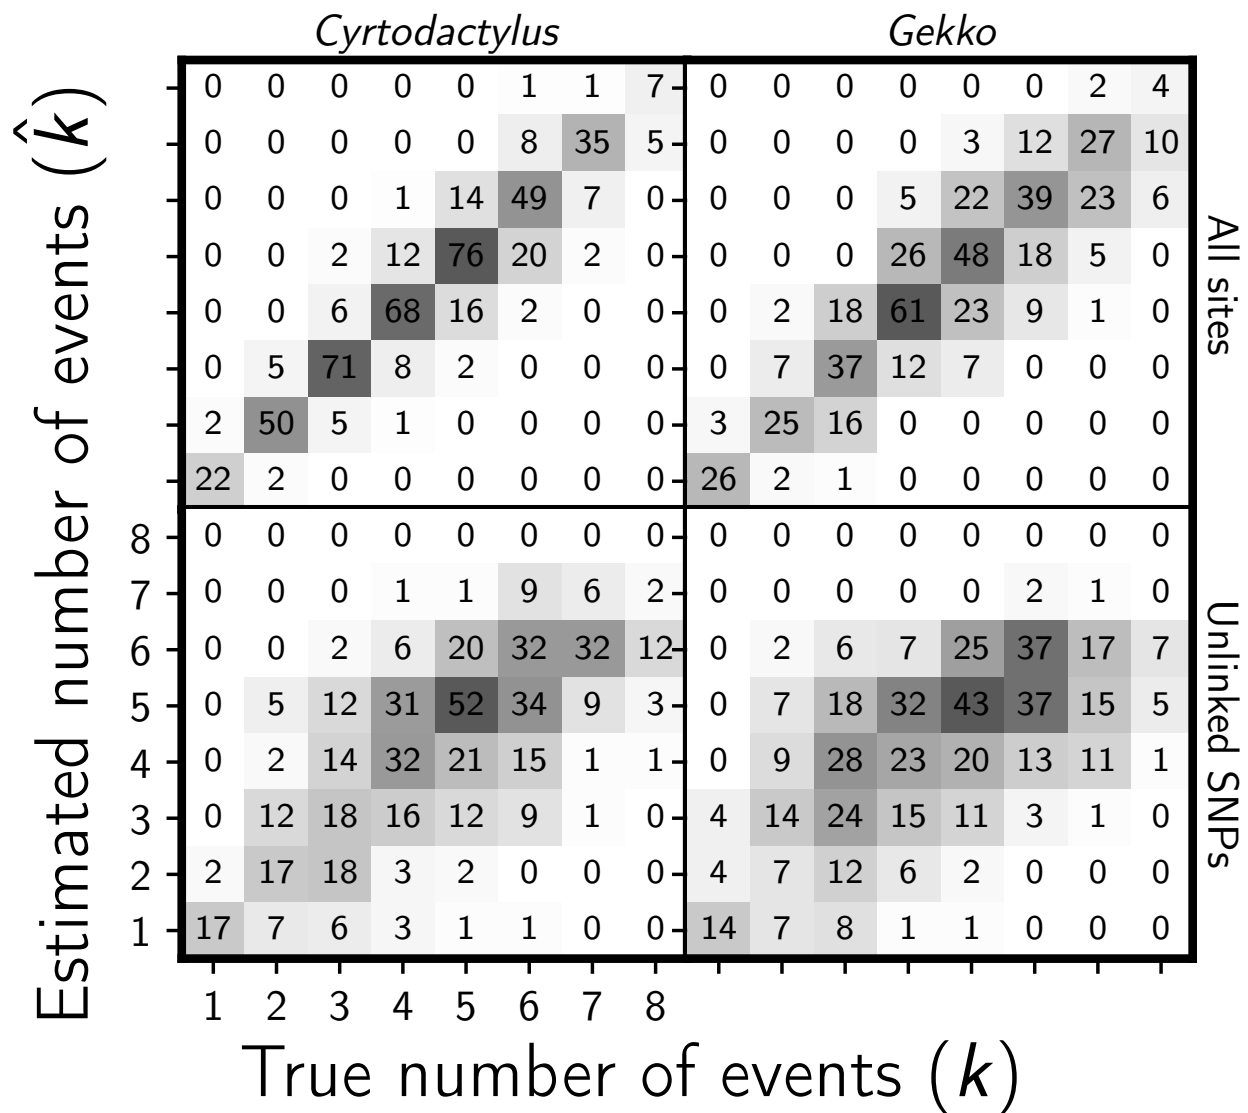 Cyrtodactylus Gekko
0 0 0 0 0 1 1 7 0 0 0 0 0 0 2 4
0 0 0 0 0 8 35 5 0 0 0 0 3 12 27 10
0 0 0 1 14 49 7 0 0 0 0 5 22 39 23 6
0 0 2 12 76 20 2 0 0 0 0 26 48 18 5 0
0 0 6 68 16 2 0 0 0 2 18 61 23 9 1 0
0 5 71 8 2 0 0 0 0 7 37 12 7 0 0 0
2 50 5 1 0 0 0 0 3 25 16 0 0 0 0 0
22 2 0 0 0 0 0 0 26 2 1 0 0 0 0 0
All sites
8 0 0 0 0 0 0 0 0 0 0 0 0 0 0 0 0
7 0 0 0 1 1 9 6 2 0 0 0 0 0 2 1 0
6 0 0 2 6 20 32 32 12 0 2 6 7 25 37 17 7
5 0 5 12 31 52 34 9 3 0 7 18 32 43 37 15 5
4 0 2 14 32 21 15 1 1 0 9 28 23 20 13 11 1
3 0 12 18 16 12 9 1 0 4 14 24 15 11 3 1 0
2 2 17 18 3 2 0 0 0 4 7 12 6 2 0 0 0
1 17 7 6 3 1 1 0 0 14 7 8 1 1 0 0 0
Unlinked SNPs
1 2 3 4 5 6 7 8
Estimated number of events (k̂)
True number of events (k)